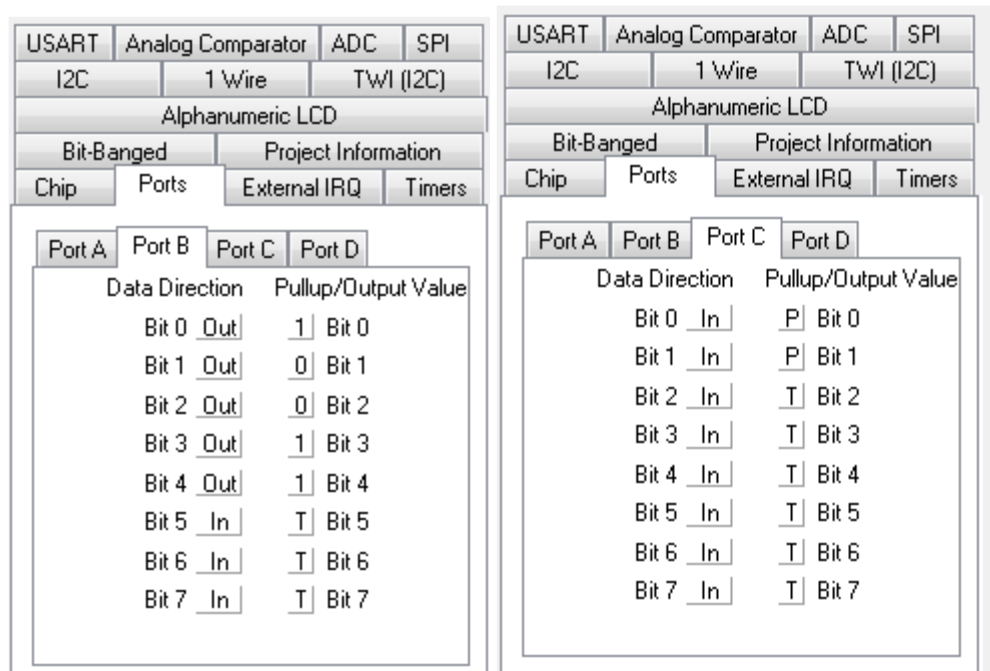 USART Analog Comparator ADC SPI
I2C 1 Wire TWI (I2C)
Alphanumeric LCD
Bit-Banged Project Information
Chip Ports External IRQ Timers
Port A Port B Port C Port D
Data Direction Pullup/Output Value
Bit 0 Out 1 Bit 0
Bit 1 Out 0 Bit 1
Bit 2 Out 0 Bit 2
Bit 3 Out 1 Bit 3
Bit 4 Out 1 Bit 4
Bit 5 In T Bit 5
Bit 6 In T Bit 6
Bit 7 In T Bit 7
USART Analog Comparator ADC SPI
I2C 1 Wire TWI (I2C)
Alphanumeric LCD
Bit-Banged Project Information
Chip Ports External IRQ Timers
Port A Port B Port C Port D
Data Direction Pullup/Output Value
Bit 0 In P Bit 0
Bit 1 In P Bit 1
Bit 2 In T Bit 2
Bit 3 In T Bit 3
Bit 4 In T Bit 4
Bit 5 In T Bit 5
Bit 6 In T Bit 6
Bit 7 In T Bit 7